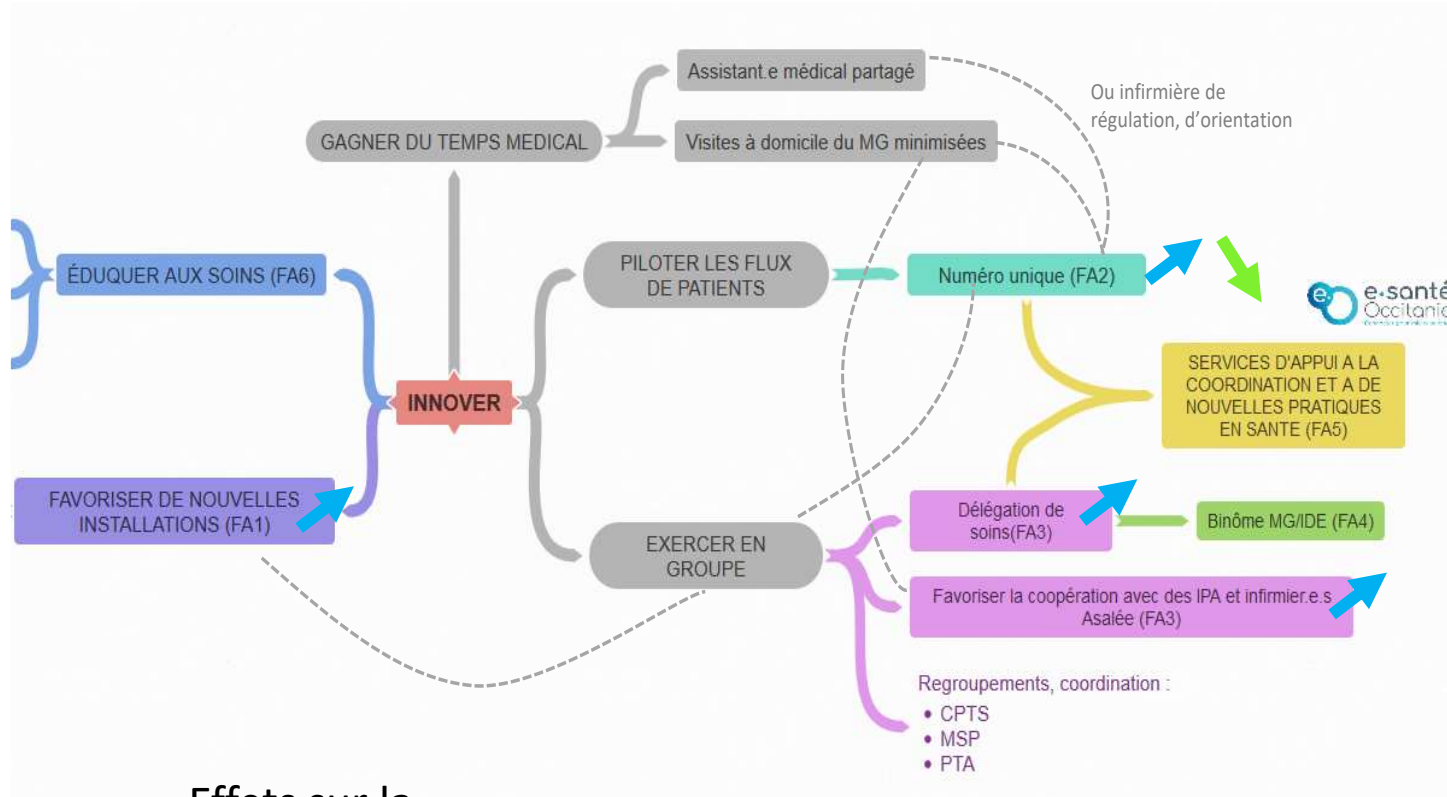 Assistant.e médical partagé
Ou infirmière de
régulation, d'orientation
GAGNER DU TEMPS MEDICAL
Visites à domicile du MG minimisées
ÉDUQUER AUX SOINS (FA6)
PILOTER LES FLUX
DE PATIENTS
Numéro unique (FA2)
e-santé
Occitanie
SERVICES D'APPUI A LA
COORDINATION ET A DE
NOUVELLES PRATIQUES
EN SANTE (FA5)
INNOVER
FAVORISER DE NOUVELLES
INSTALLATIONS (FA1)
EXERCER EN
GROUPE
Délégation de
soins(FA3)
Binôme MG/IDE (FA4)
Favoriser la coopération avec des IPA et infirmier.e.s
Asalée (FA3)
Regroupements, coordination :
• CPTS
• MSP
• PTA